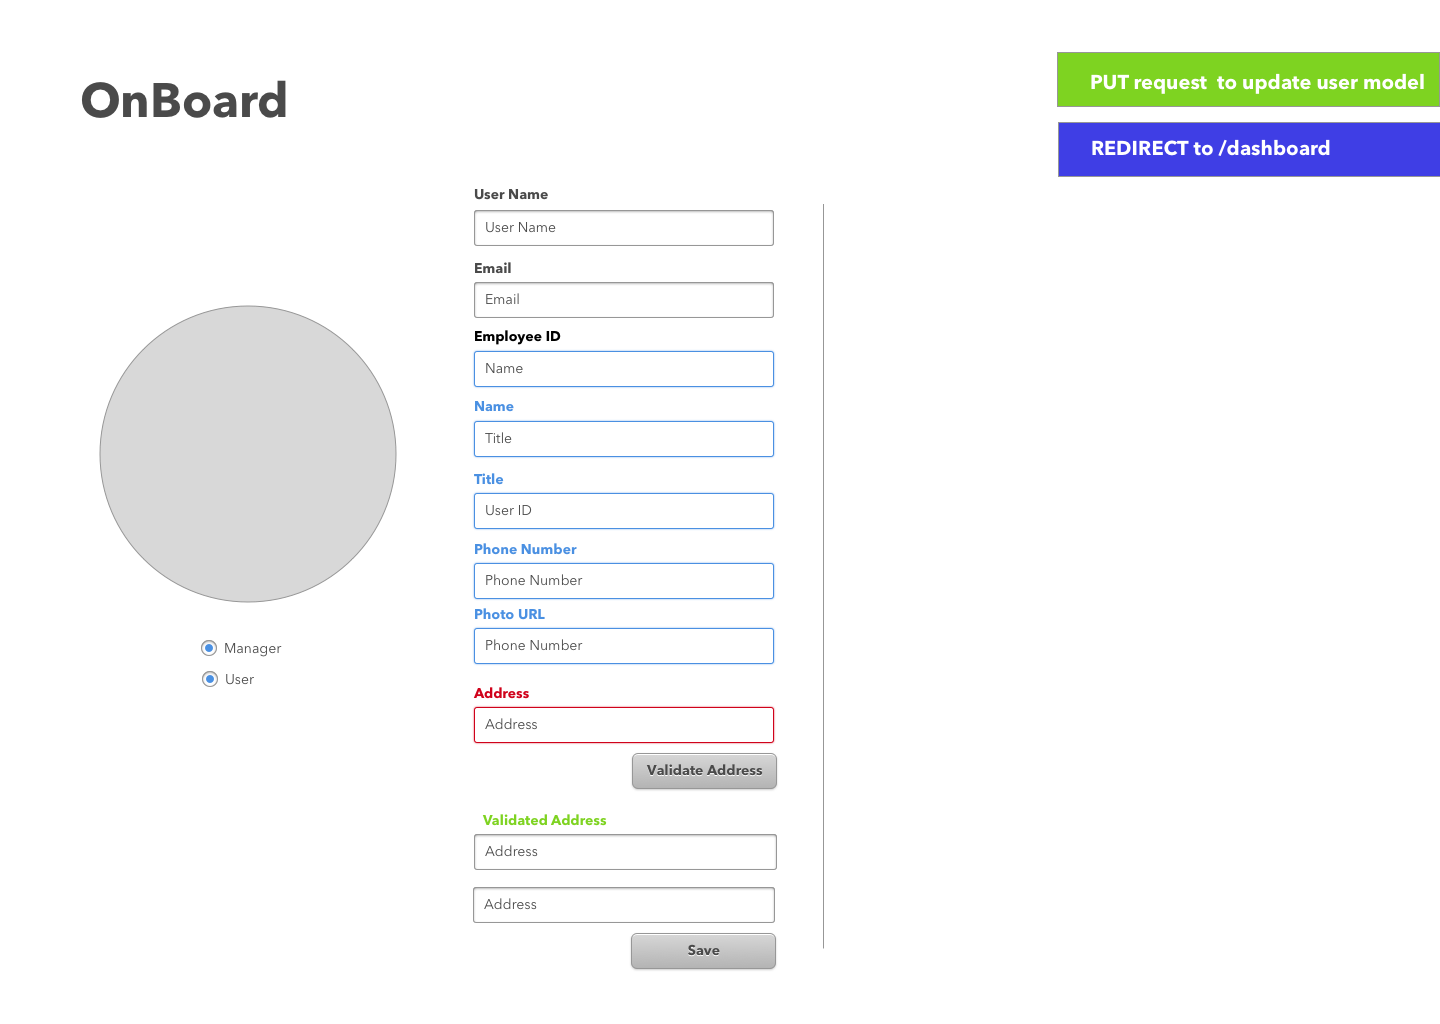 OnBoard
PUT request  to update user model
REDIRECT to /dashboard
User Name
User Name
Email
Email
Employee ID
Name
Name
Title
Title
User ID
Phone Number
Phone Number
Photo URL
Phone Number
Manager
User
Address
Address
Validate Address
Validated Address
Address
Address
Save